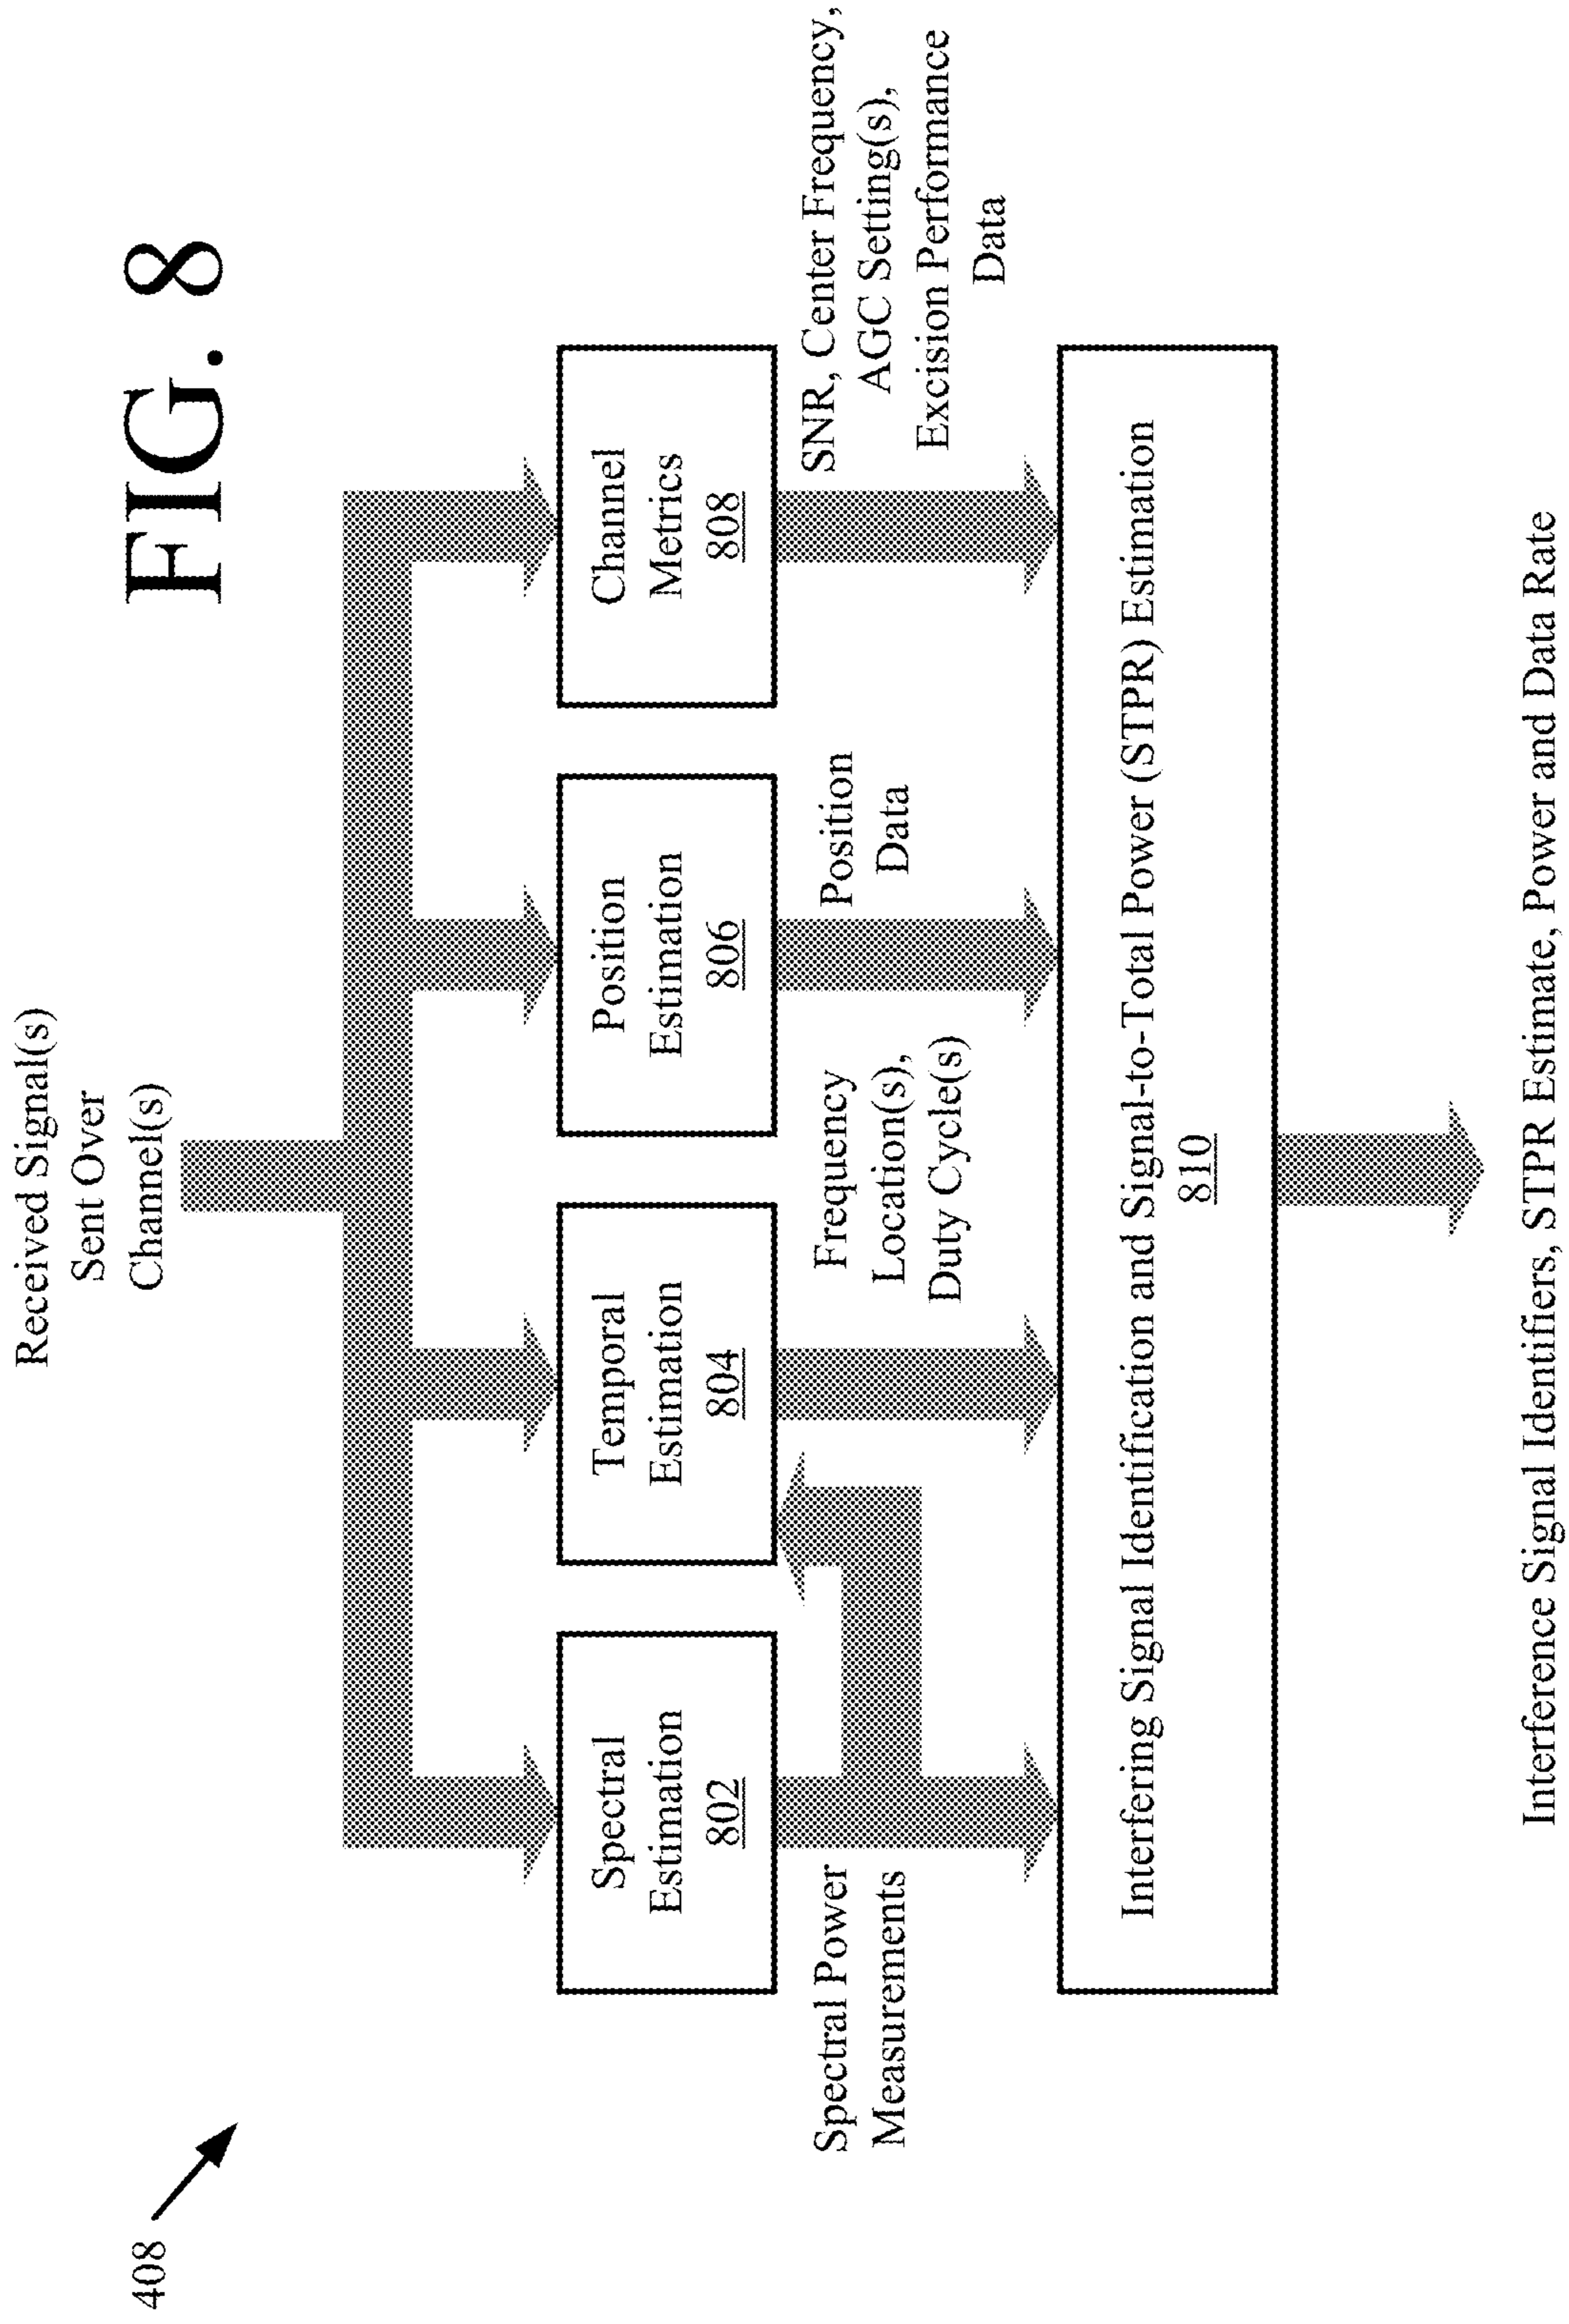 408
FIG. 8
Received Signal(s)
Sent Over
Channel(s)
Spectral
Estimation
802
Temporal
Estimation
804
Position
Estimation
806
Channel
Metrics
808
Spectral Power
Measurements
Frequency
Location(s),
Duty Cycle(s)
Position
Data
SNR, Center Frequency,
AGC Setting(s),
Excision Performance
Data
Interfering Signal Identification and Signal-to-Total Power (STPR) Estimation
810
Interference Signal Identifiers, STPR Estimate, Power and Data Rate